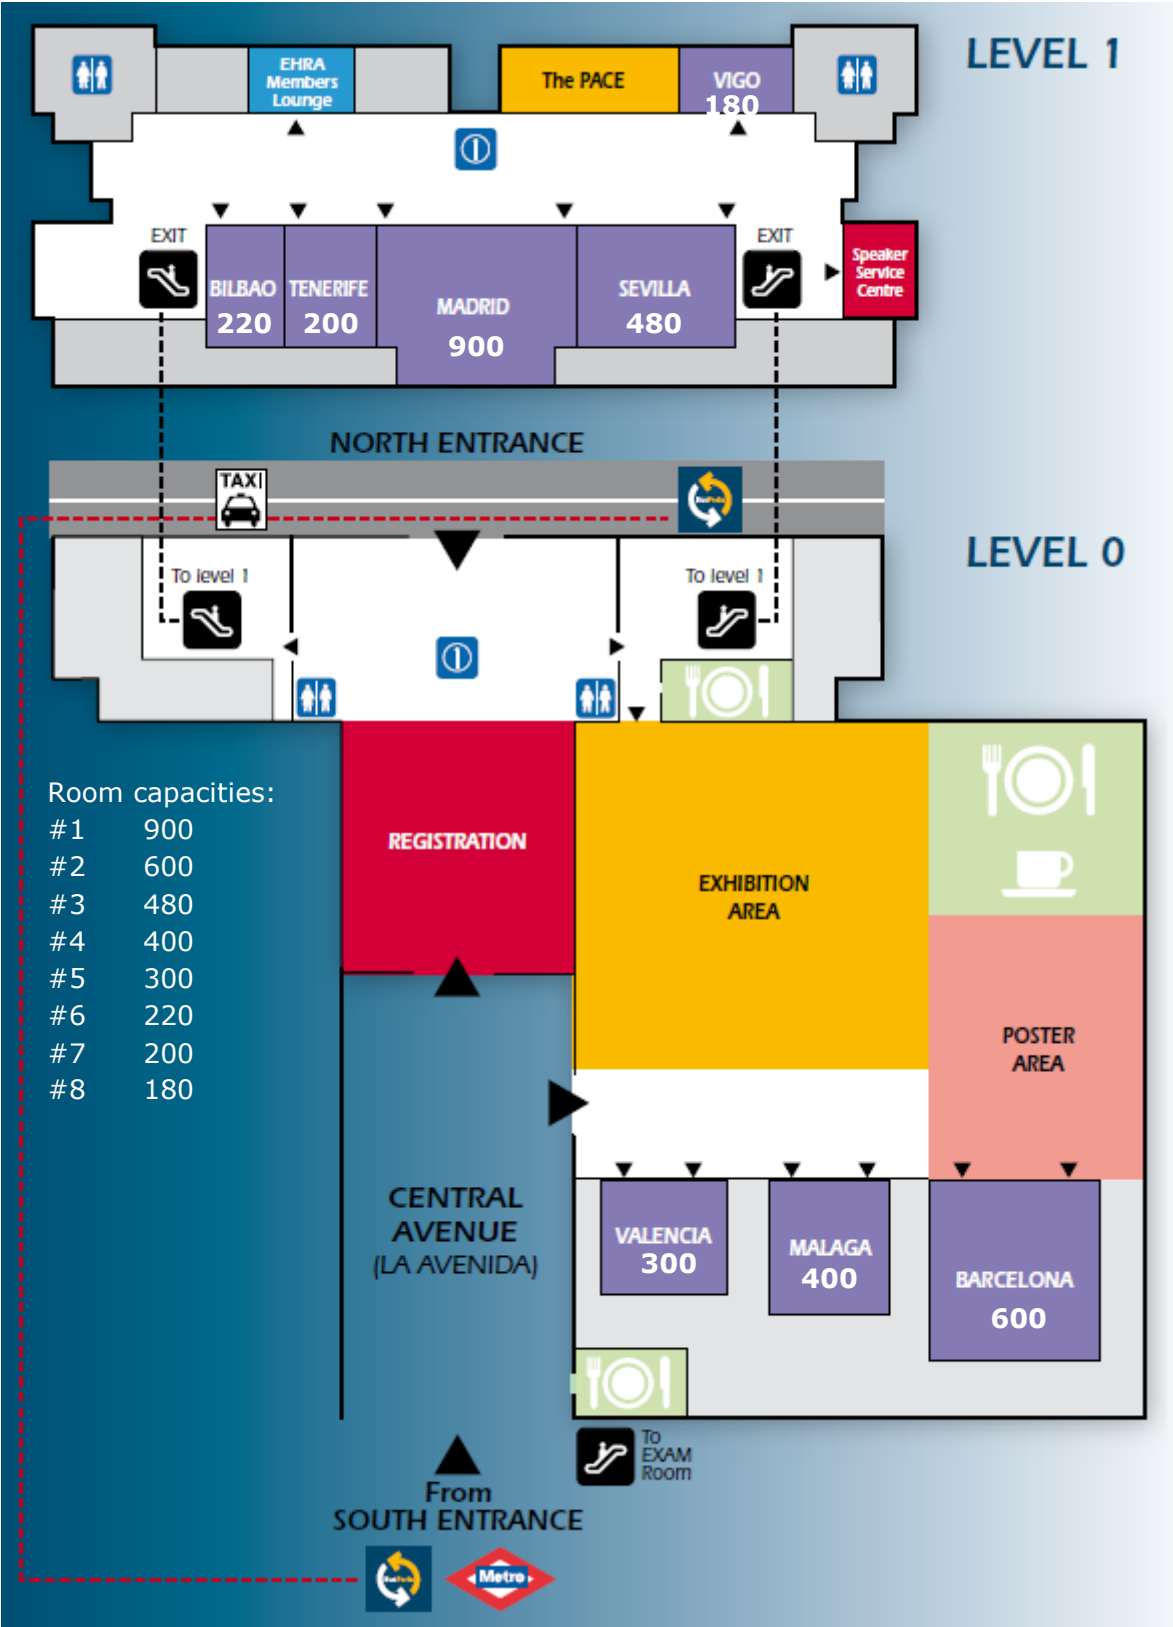 LEVEL 1
EHRA
Members
Lounge
The PACE
VIGO
180
EXIT
EXIT
BILBAO
220
TENERIFE
200
MADRID
900
SEVILLA
480
Speaker
Service
Centre
NORTH ENTRANCE
TAXI
LEVEL 0
To level 1
To level 1
REGISTRATION
EXHIBITION
AREA
Room capacities:
#1 900
#2 600
#3 480
#4 400
#5 300
#6 220
#7 200
#8 180
POSTER
AREA
CENTRAL
AVENUE
(LA AVENIDA)
VALENCIA
300
MALAGA
400
BARCELONA
600
To
EXAM
Room
From
SOUTH ENTRANCE
Metro